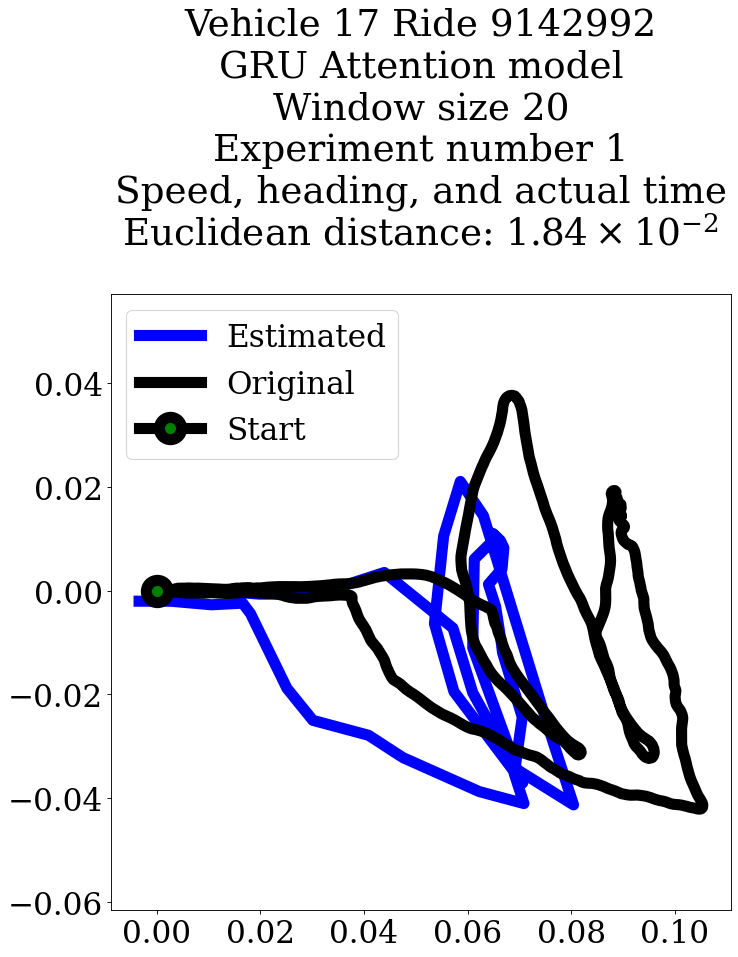 Vehicle 17 Ride 9142992
GRU Attention model
Window size 20
Experiment number 1
Speed, heading, and actual time
Euclidean distance: 1.84 × 10⁻²
Estimated
Original
Start
0.04
0.02
0.00
−0.02
−0.04
−0.06
0.00 0.02 0.04 0.06 0.08 0.10